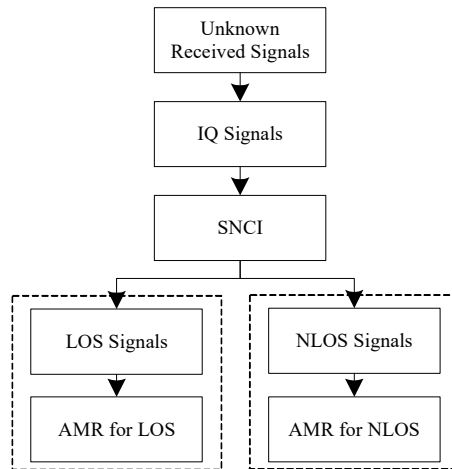 Unknown
Received Signals
IQ Signals
SNCI
LOS Signals
NLOS Signals
AMR for LOS
AMR for NLOS